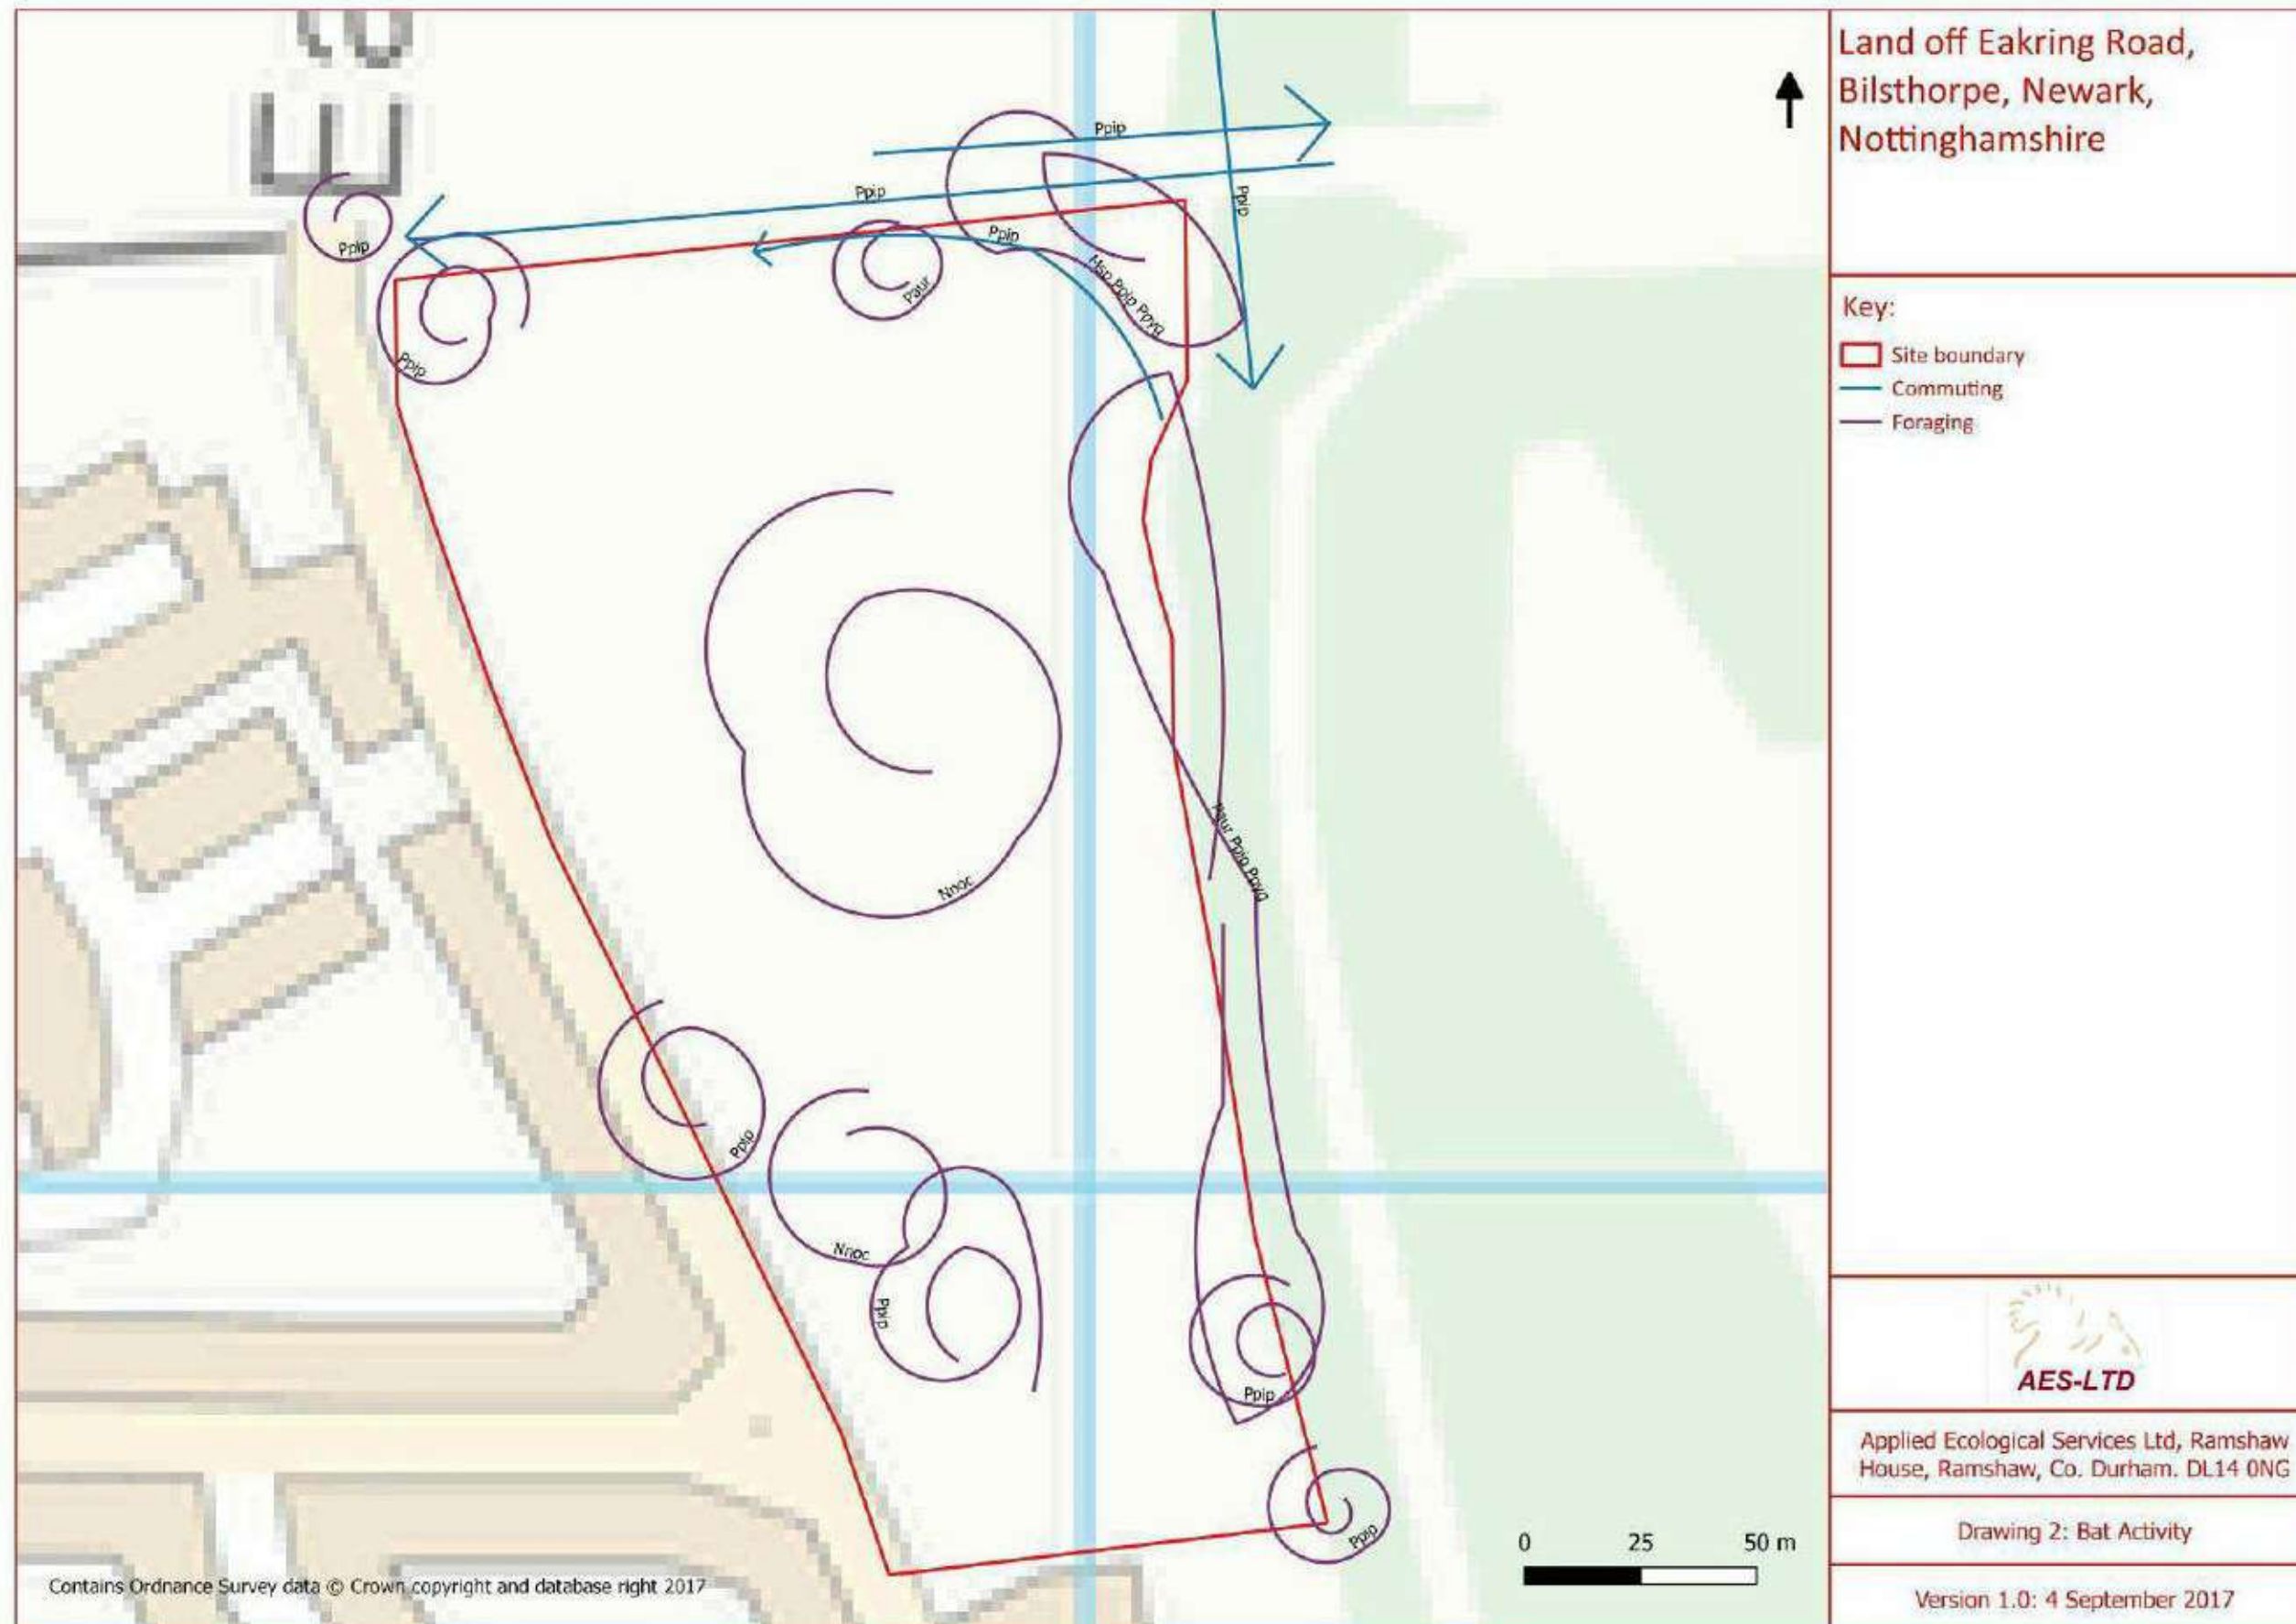 Land off Eakring Road,
Bilsthorpe, Newark,
Nottinghamshire
Key:
Site boundary
Commuting
Foraging
Ppip
Ppip
Ppip
Ppip
Ppip
Paur
Msp Ppip Ppyg
Ppip
Nnoc
Paur Ppip Ppyg
Ppip
Nnoc
Ppip
Ppip
Ppip
0 25 50 m
Contains Ordnance Survey data © Crown copyright and database right 2017
AES-LTD
Applied Ecological Services Ltd, Ramshaw
House, Ramshaw, Co. Durham. DL14 0NG
Drawing 2: Bat Activity
Version 1.0: 4 September 2017